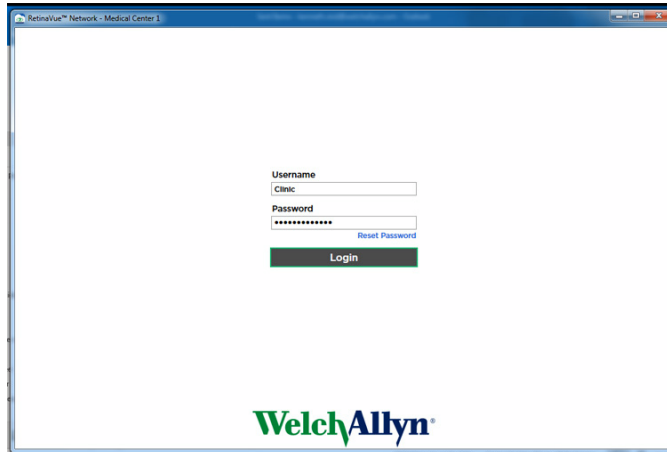 RetinaVue™ Network - Medical Center 1
Username
Clinic
Password
•••••••••••••
Reset Password
Login
WelchAllyn®